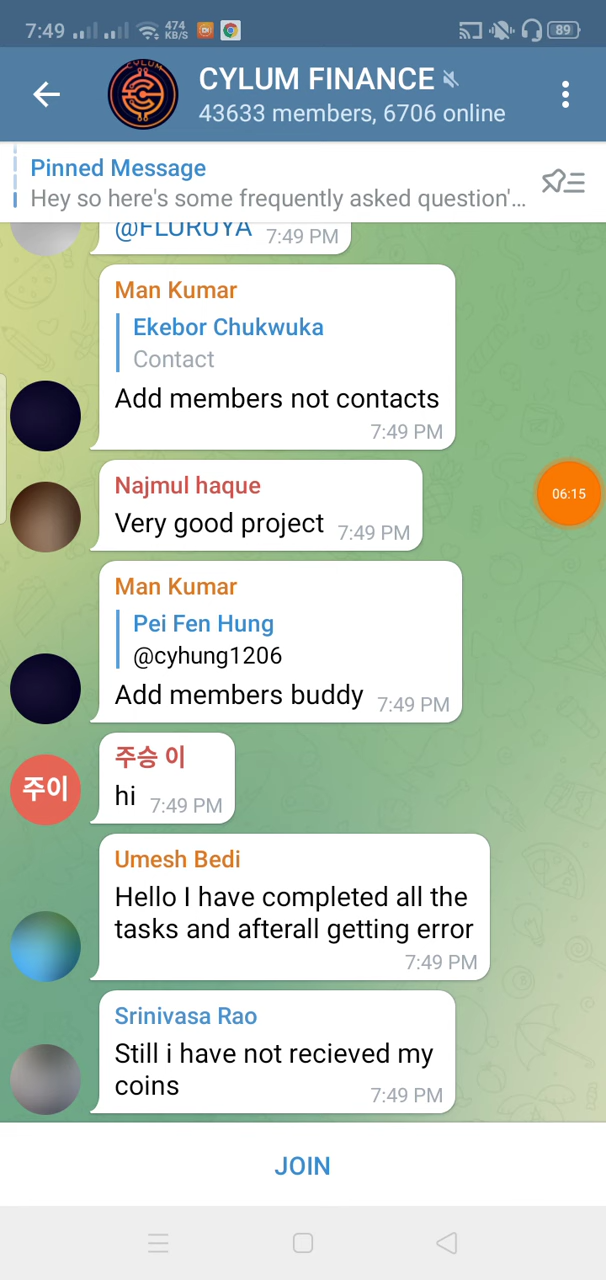 7:49 474 KB/S 89
CYLUM
CYLUM FINANCE
43633 members, 6706 online
Pinned Message
Hey so here's some frequently asked question'...
@FLURUYA 7:49 PM
Man Kumar
Ekebor Chukwuka
Contact
Add members not contacts
7:49 PM
06:15
Najmul haque
Very good project 7:49 PM
Man Kumar
Pei Fen Hung
@cyhung1206
Add members buddy 7:49 PM
주승 이
주이
hi 7:49 PM
Umesh Bedi
Hello I have completed all the
tasks and afterall getting error
7:49 PM
Srinivasa Rao
Still i have not recieved my
coins 7:49 PM
JOIN